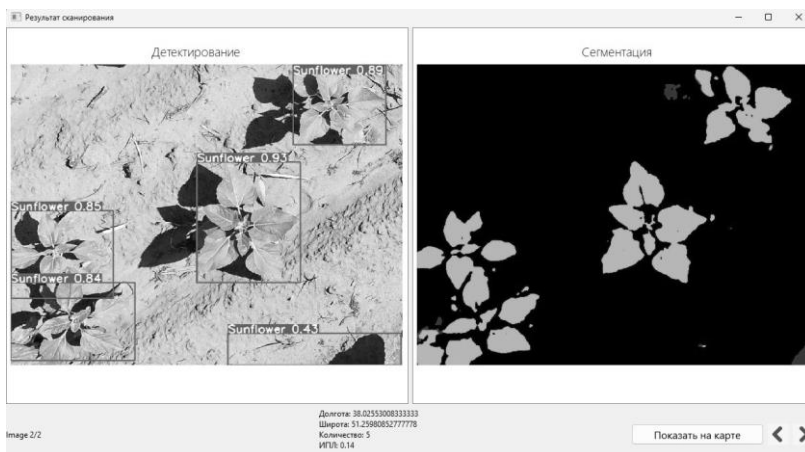 Результат сканирования
Детектирование
Сегментация
Sunflower 0.89
Sunflower 0.93
Sunflower 0.85
Sunflower 0.84
Sunflower 0.43
Image 2/2
Долгота: 38.02553008333333
Широта: 51.25980852777778
Количество: 5
ИПЛ: 0.14
Показать на карте